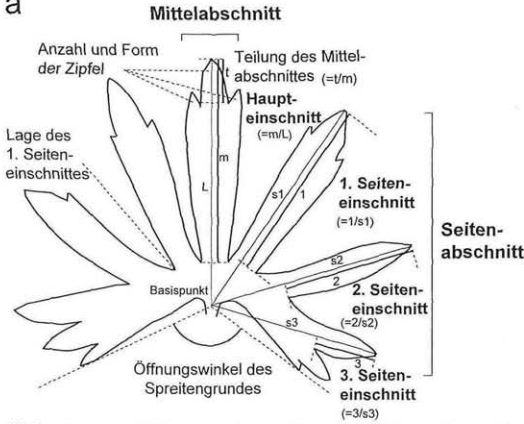 a
Mittelabschnitt
Anzahl und Form
der Zipfel
Teilung des Mittel-
abschnittes (=t/m)
t
Haupt-
einschnitt
(=m/L)
Lage des
1. Seiten-
einschnittes
m
L
s1
1
1. Seiten-
einschnitt
(=1/s1)
Seiten-
abschnitt
s2
2
Basispunkt
2. Seiten-
einschnitt
(=2/s2)
s3
3
Öffnungswinkel des
Spreitengrundes
3. Seiten-
einschnitt
(=3/s3)